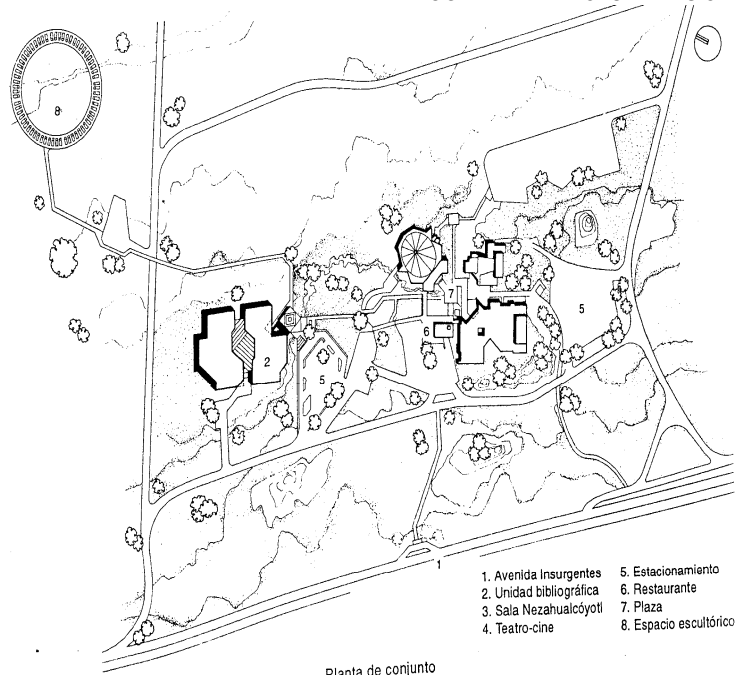 8
7
6
5
2
5
1
1. Avenida Insurgentes
2. Unidad bibliográfica
3. Sala Nezahualcóyotl
4. Teatro-cine
5. Estacionamiento
6. Restaurante
7. Plaza
8. Espacio escultórico
Planta de conjunto